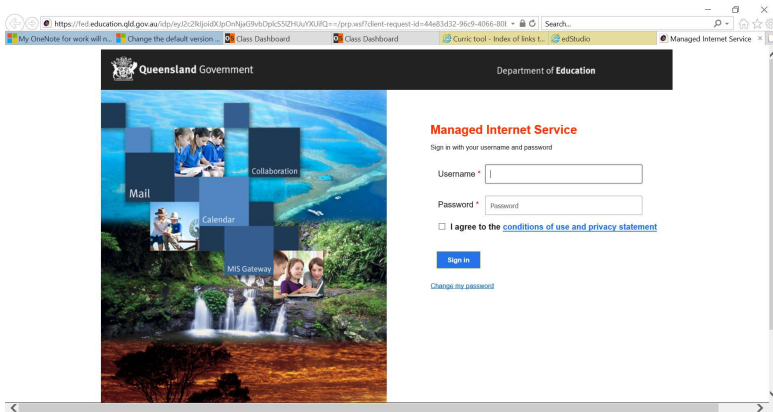 https://fed.education.qld.gov.au/idp/eyJ2c2lkIjoidXJpOnNjaG9vbDplcS5lZHUuYXUifQ==/prp.wsf?client-request-id=44e83d32-96c9-4066-80f
Search...
My OneNote for work will n...
Change the default version ...
Class Dashboard
Class Dashboard
Curric tool - Index of links t...
edStudio
Managed Internet Service
Queensland Government
Department of Education
Mail
Collaboration
Calendar
MIS Gateway
Managed Internet Service
Sign in with your username and password
Username *
Password * Password
I agree to the conditions of use and privacy statement
Sign in
Change my password